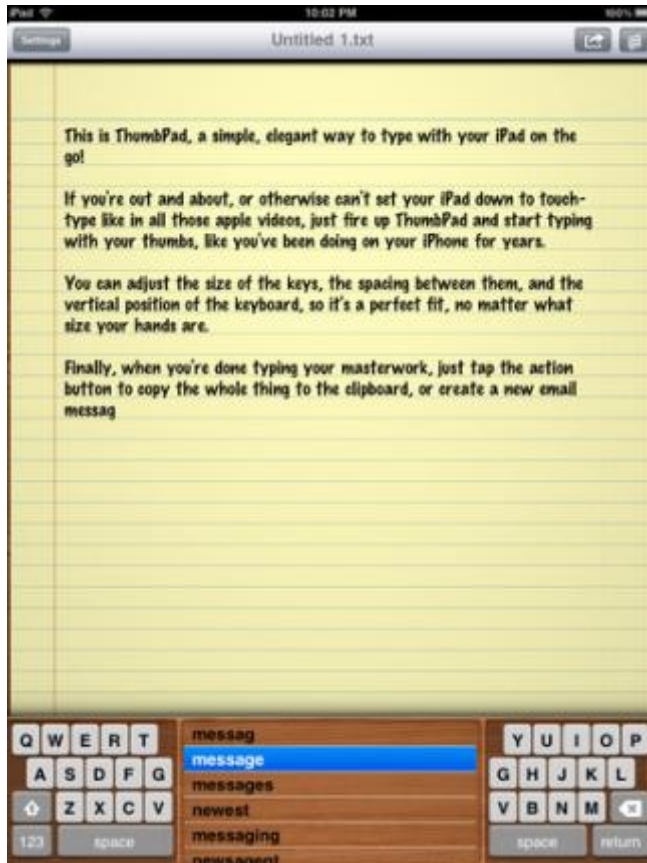 iPad 10:02 PM 100%
Settings Untitled 1.txt
This is ThumbPad, a simple, elegant way to type with your iPad on the
go!
If you're out and about, or otherwise can't set your iPad down to touch-
type like in all those apple videos, just fire up ThumbPad and start typing
with your thumbs, like you've been doing on your iPhone for years.
You can adjust the size of the keys, the spacing between them, and the
vertical position of the keyboard, so it's a perfect fit, no matter what
size your hands are.
Finally, when you're done typing your masterwork, just tap the action
button to copy the whole thing to the clipboard, or create a new email
messag
Q W E R T
A S D F G
Z X C V
123 space
messag
message
messages
newest
messaging
newsagent
Y U I O P
G H J K L
V B N M
space return